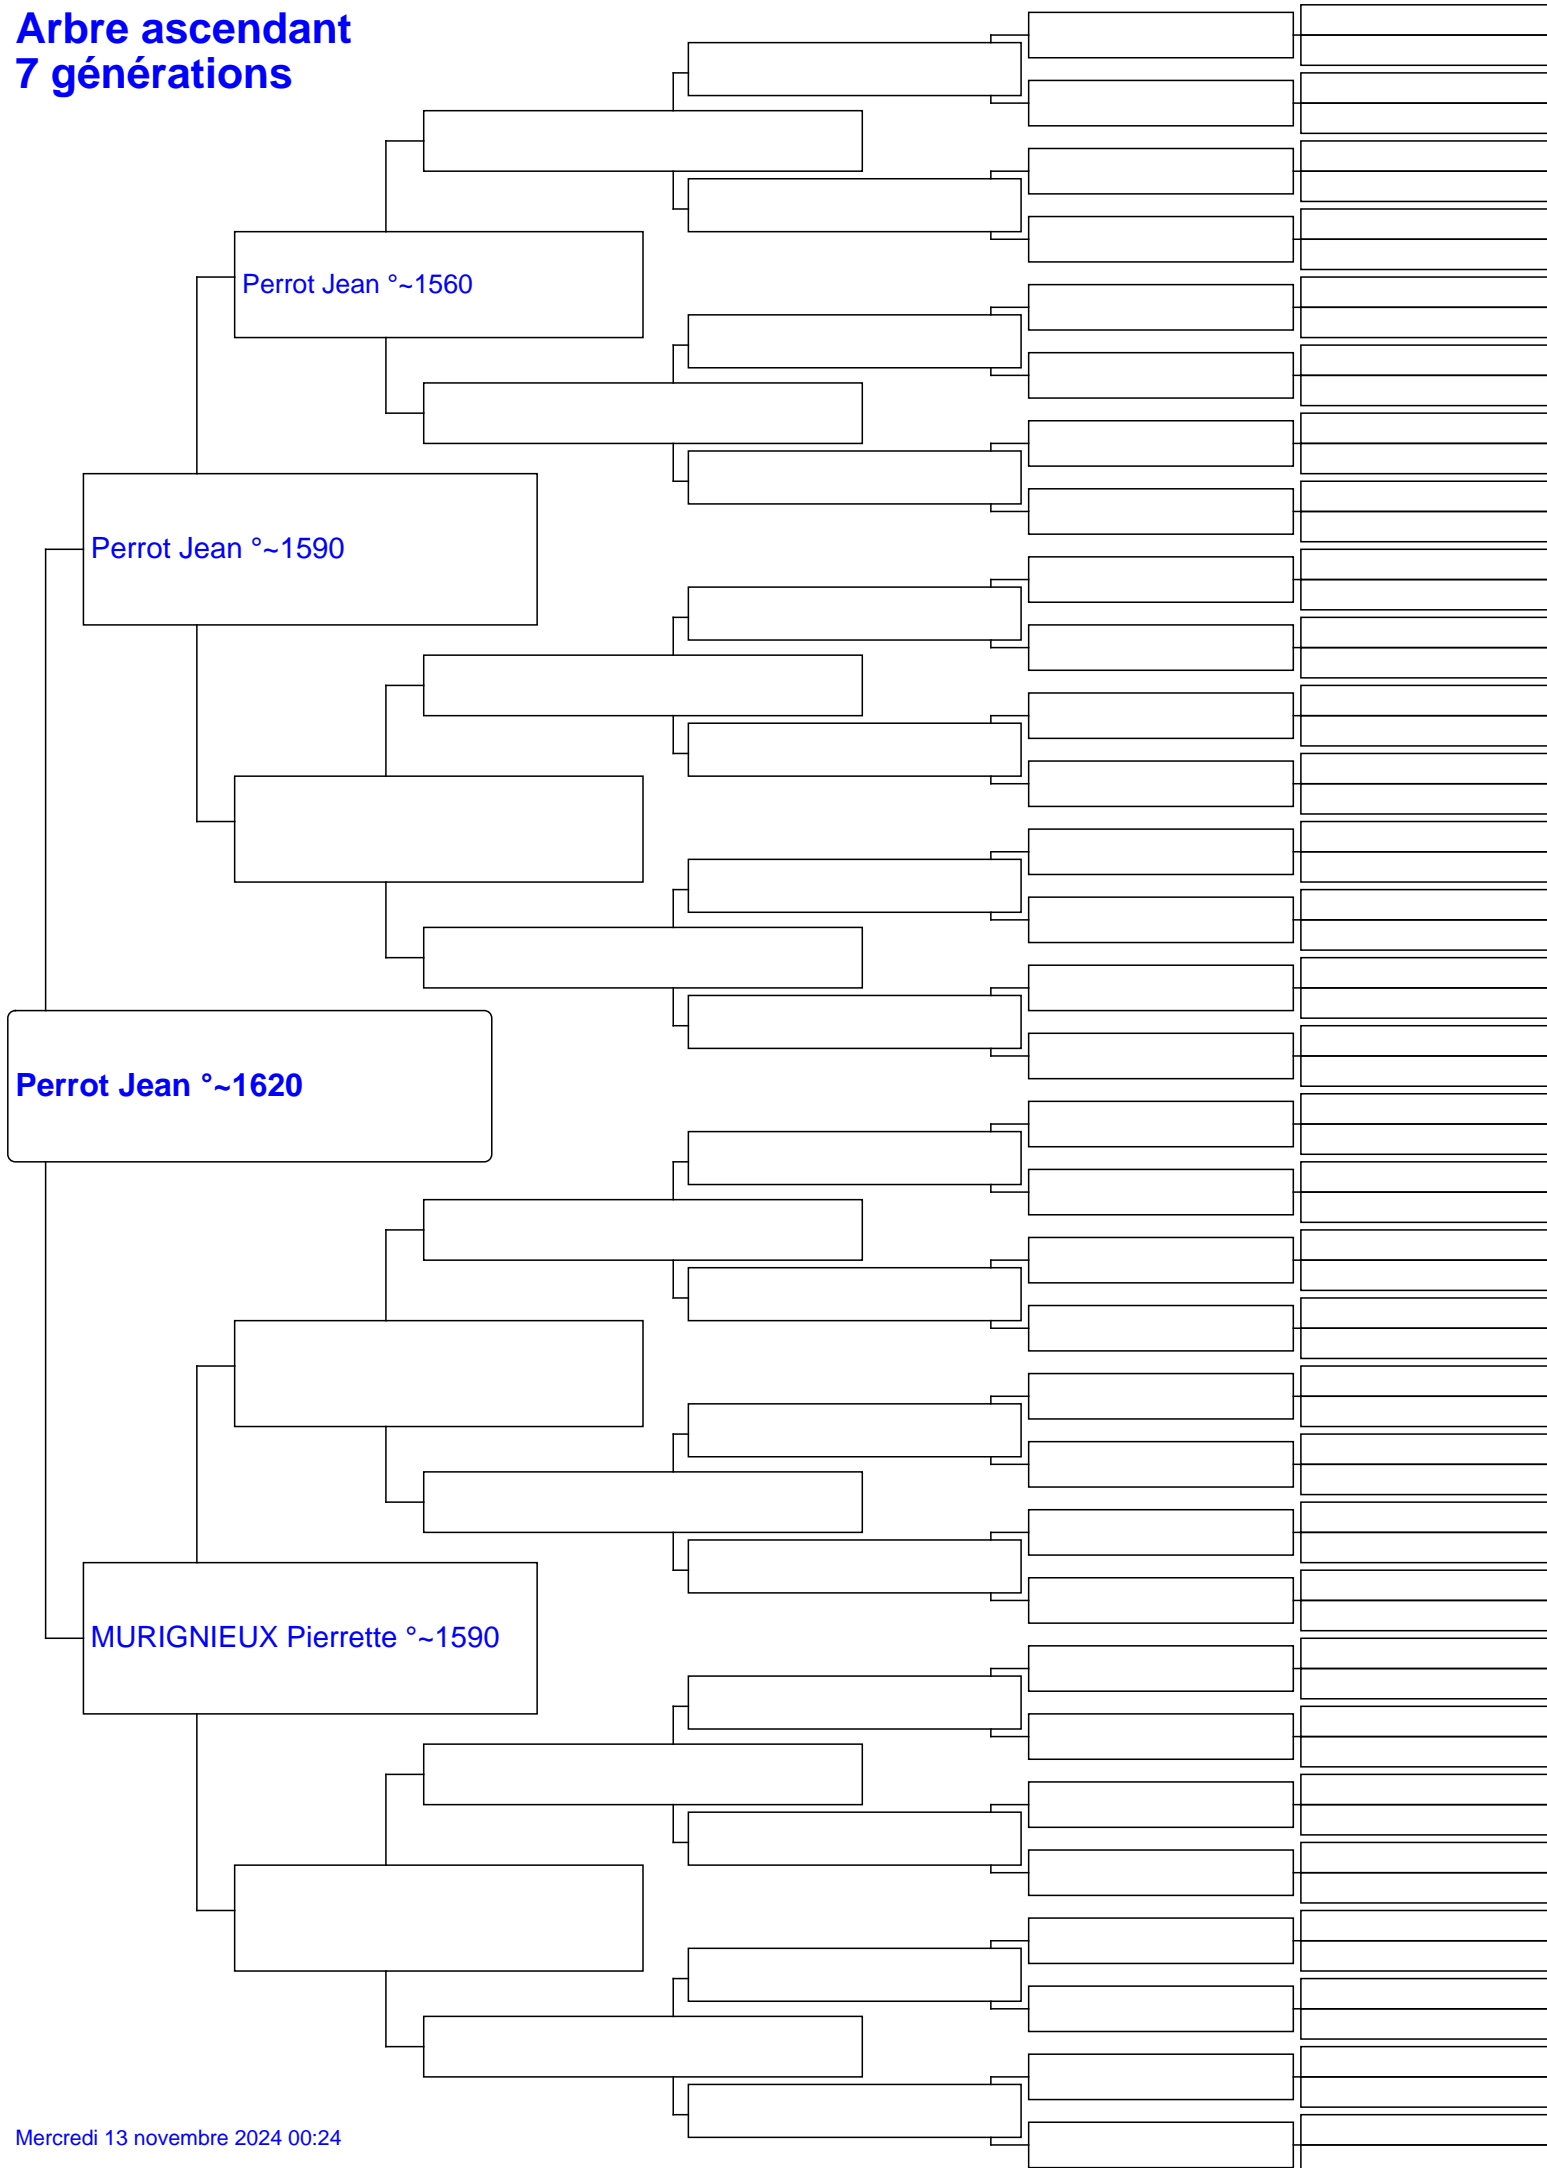 Arbre ascendant
7 générations
Perrot Jean °~1560
Perrot Jean °~1590
Perrot Jean °~1620
MURIGNIEUX Pierrette °~1590
Mercredi 13 novembre 2024 00:24